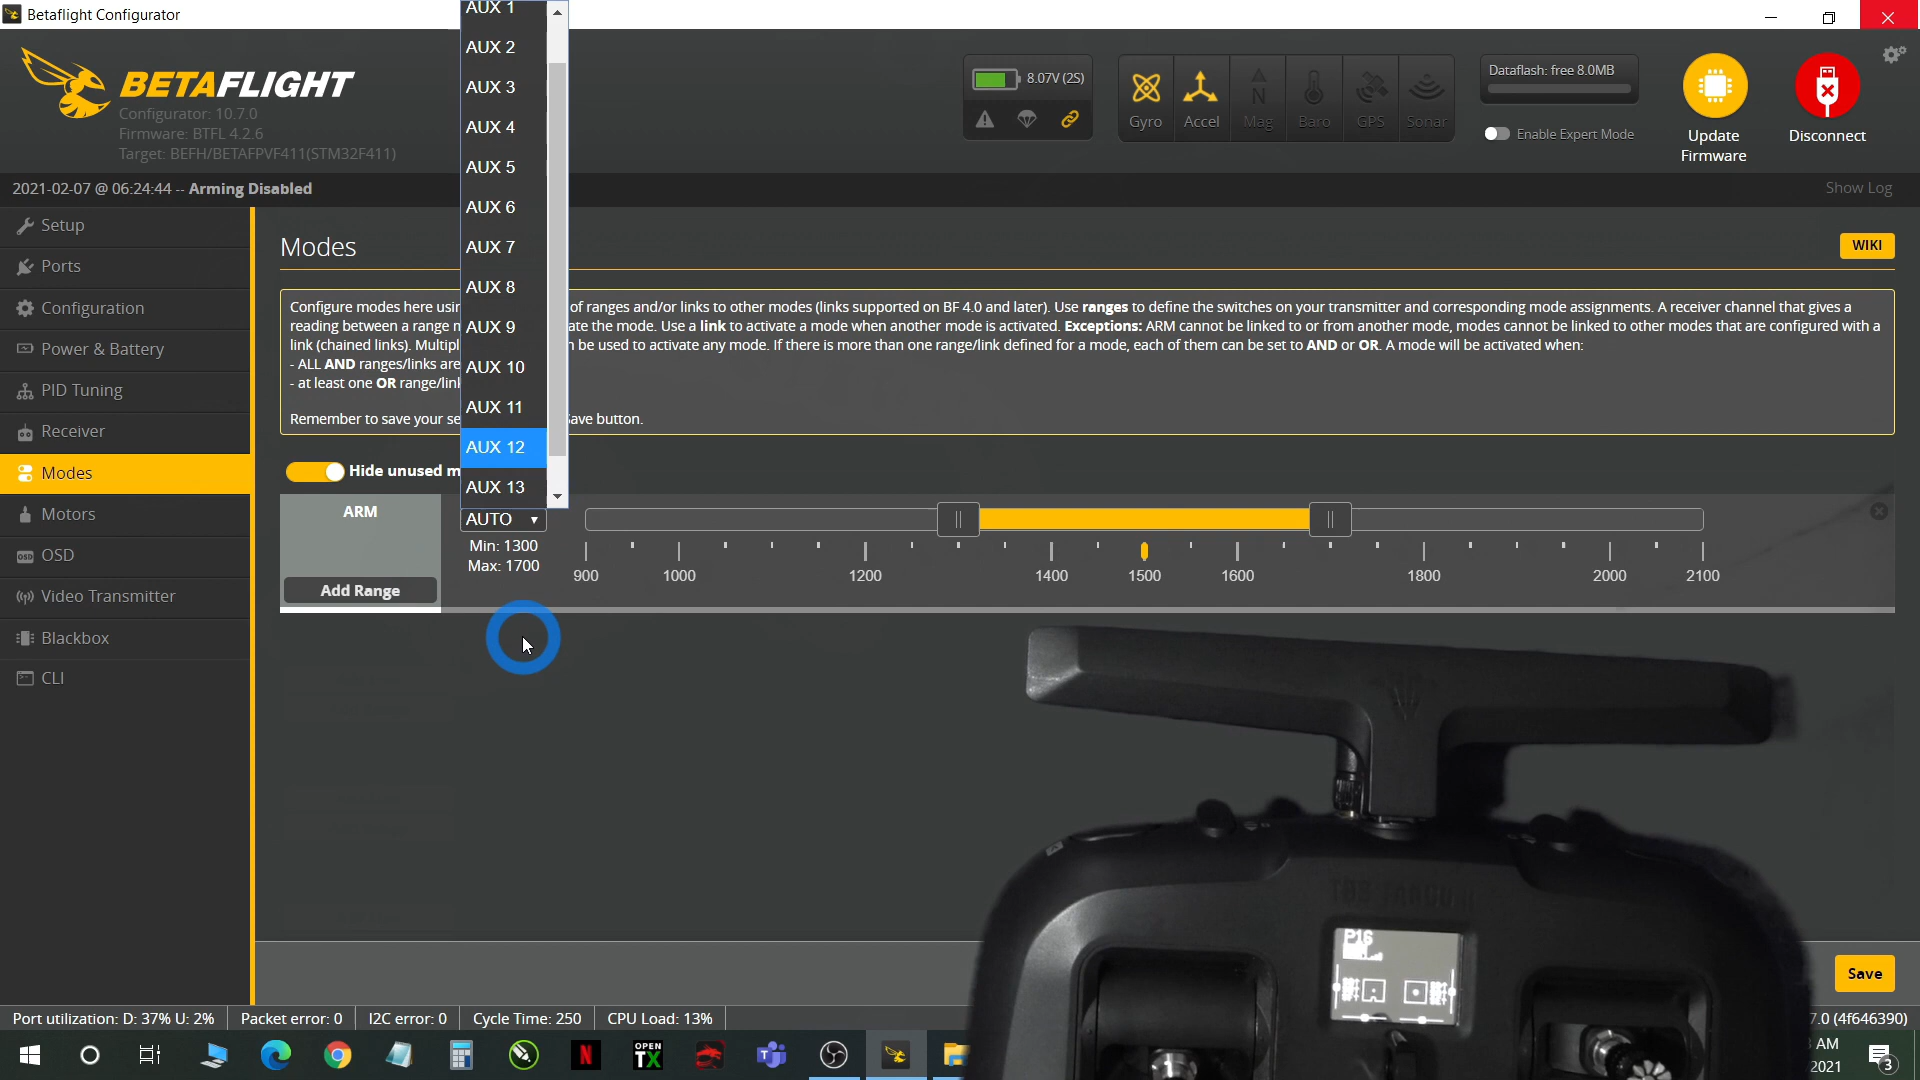 Betaflight Configurator
BETAFLIGHT
Configurator: 10.7.0
Firmware: BTFL 4.2.6
Target: BEFH/BETAFPVF411(STM32F411)
8.07V (2S)
Gyro
Accel
Mag
Baro
GPS
Sonar
Dataflash: free 8.0MB
Enable Expert Mode
Update
Firmware
Disconnect
2021-02-07 @ 06:24:44 -- Arming Disabled
Show Log
Setup
Ports
Configuration
Power & Battery
PID Tuning
Receiver
Modes
Motors
OSD
Video Transmitter
Blackbox
CLI
AUX 1
AUX 2
AUX 3
AUX 4
AUX 5
AUX 6
AUX 7
AUX 8
AUX 9
AUX 10
AUX 11
AUX 12
AUX 13
Modes
WIKI
Configure modes here usin of ranges and/or links to other modes (links supported on BF 4.0 and later). Use ranges to define the switches on your transmitter and corresponding mode assignments. A receiver channel that gives a
reading between a range m ate the mode. Use a link to activate a mode when another mode is activated. Exceptions: ARM cannot be linked to or from another mode, modes cannot be linked to other modes that are configured with a
link (chained links). Multipl be used to activate any mode. If there is more than one range/link defined for a mode, each of them can be set to AND or OR. A mode will be activated when:
- ALL AND ranges/links are
- at least one OR range/link
Remember to save your se Save button.
Hide unused m
ARM
Add Range
AUTO
Min: 1300
Max: 1700
900
1000
1200
1400
1500
1600
1800
2000
2100
TBS TANGO II
P16
Save
Port utilization: D: 37% U: 2%
Packet error: 0
I2C error: 0
Cycle Time: 250
CPU Load: 13%
7.0 (4f646390)
OPEN
TX
N
AM
2021
3